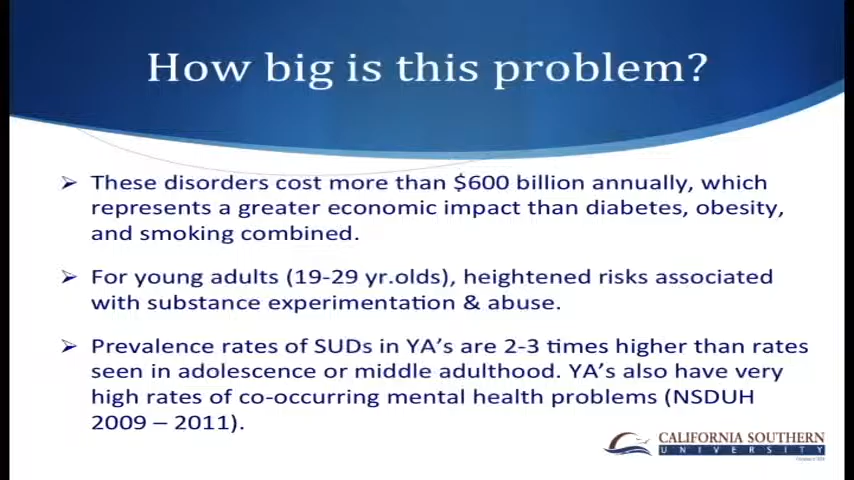 How big is this problem?
➢ These disorders cost more than $600 billion annually, which
represents a greater economic impact than diabetes, obesity,
and smoking combined.
➢ For young adults (19-29 yr.olds), heightened risks associated
with substance experimentation & abuse.
➢ Prevalence rates of SUDs in YA’s are 2-3 times higher than rates
seen in adolescence or middle adulthood. YA’s also have very
high rates of co-occurring mental health problems (NSDUH
2009 – 2011).
CALIFORNIA SOUTHERN
UNIVERSITY